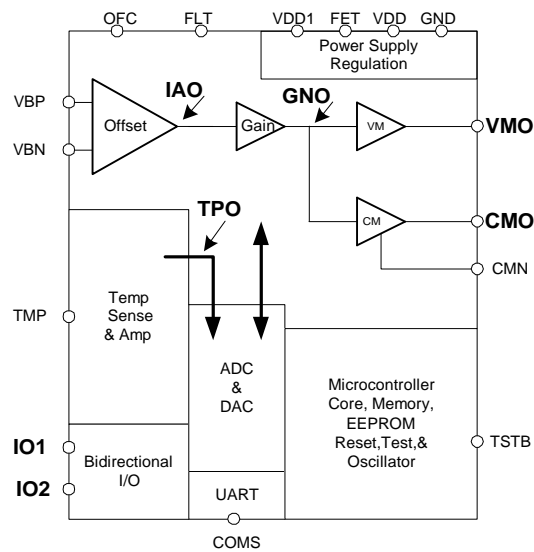 OFC FLT VDD1 FET VDD GND
Power Supply
Regulation
IAO GNO
VBP
Offset Gain VM VMO
VBN
TPO CM CMO
CMN
Temp
Sense
& Amp
TMP
ADC
&
DAC
Microcontroller
Core, Memory,
EEPROM
Reset,Test,&
Oscillator
TSTB
IO1
IO2
Bidirectional
I/O
UART
COMS